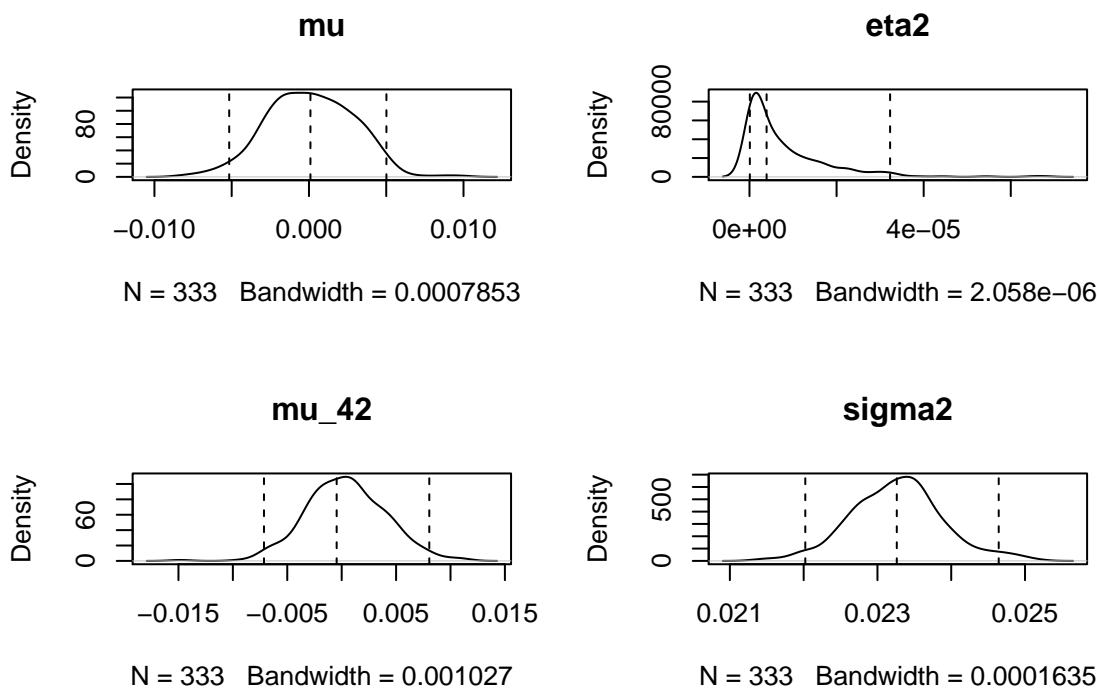 mu
Density
80
0
−0.010
0.000
0.010
N = 333 Bandwidth = 0.0007853
eta2
Density
80000
0
0e+00
4e−05
N = 333 Bandwidth = 2.058e−06
mu_42
Density
60
0
−0.015
−0.005
0.005
0.015
N = 333 Bandwidth = 0.001027
sigma2
Density
500
0
0.021
0.023
0.025
N = 333 Bandwidth = 0.0001635